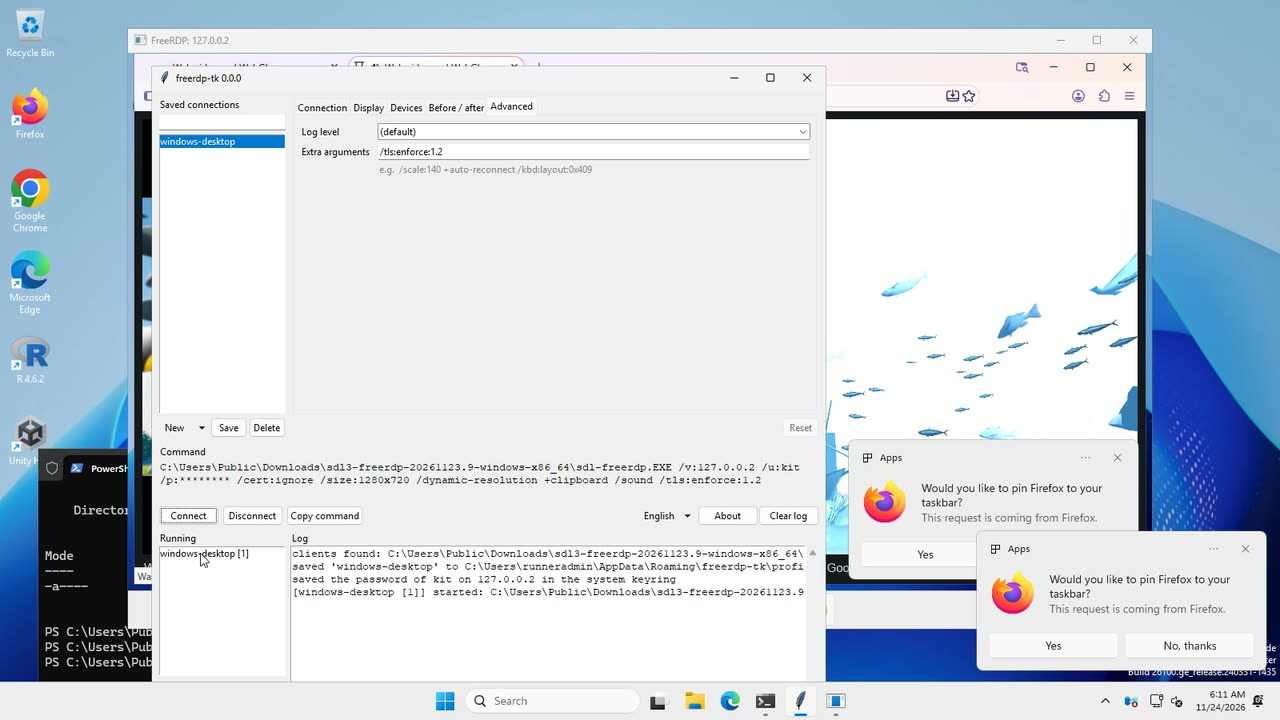 Recycle Bin
Firefox
Google Chrome
Microsoft Edge
R 4.6.2
Unity
FreeRDP: 127.0.0.2
freerdp-tk 0.0.0
Saved connections
windows-desktop
Connection Display Devices Before / after Advanced
Log level (default)
Extra arguments /tls:enforce:1.2
e.g. /scale:140 +auto-reconnect /kbd:layout:0x409
New Save Delete Reset
Command
C:\Users\Public\Downloads\sdl3-freerdp-20261123.9-windows-x86_64\sdl-freerdp.EXE /v:127.0.0.2 /u:kit
/p:******** /cert:ignore /size:1280x720 /dynamic-resolution +clipboard /sound /tls:enforce:1.2
Connect Disconnect Copy command English About Clear log
Running Log
windows-desktop [1]
clients found: C:\Users\Public\Downloads\sdl3-freerdp-20261123.9-windows-x86_64\
saved 'windows-desktop' to C:\Users\runneradmin\AppData\Roaming\freerdp-tk\profi
saved the password of kit on 127.0.0.2 in the system keyring
[windows-desktop [1]] started: C:\Users\Public\Downloads\sdl3-freerdp-20261123.9
PowerSh
Director
Mode
----
-a----
PS C:\Users\Pub
PS C:\Users\Pub
PS C:\Users\Pub
Apps
Would you like to pin Firefox to your
taskbar?
This request is coming from Firefox.
Yes
Apps
Would you like to pin Firefox to your
taskbar?
This request is coming from Firefox.
Yes No, thanks
Goo
Build 26100.ge_release.240331-1435
Search
6:11 AM
11/24/2026